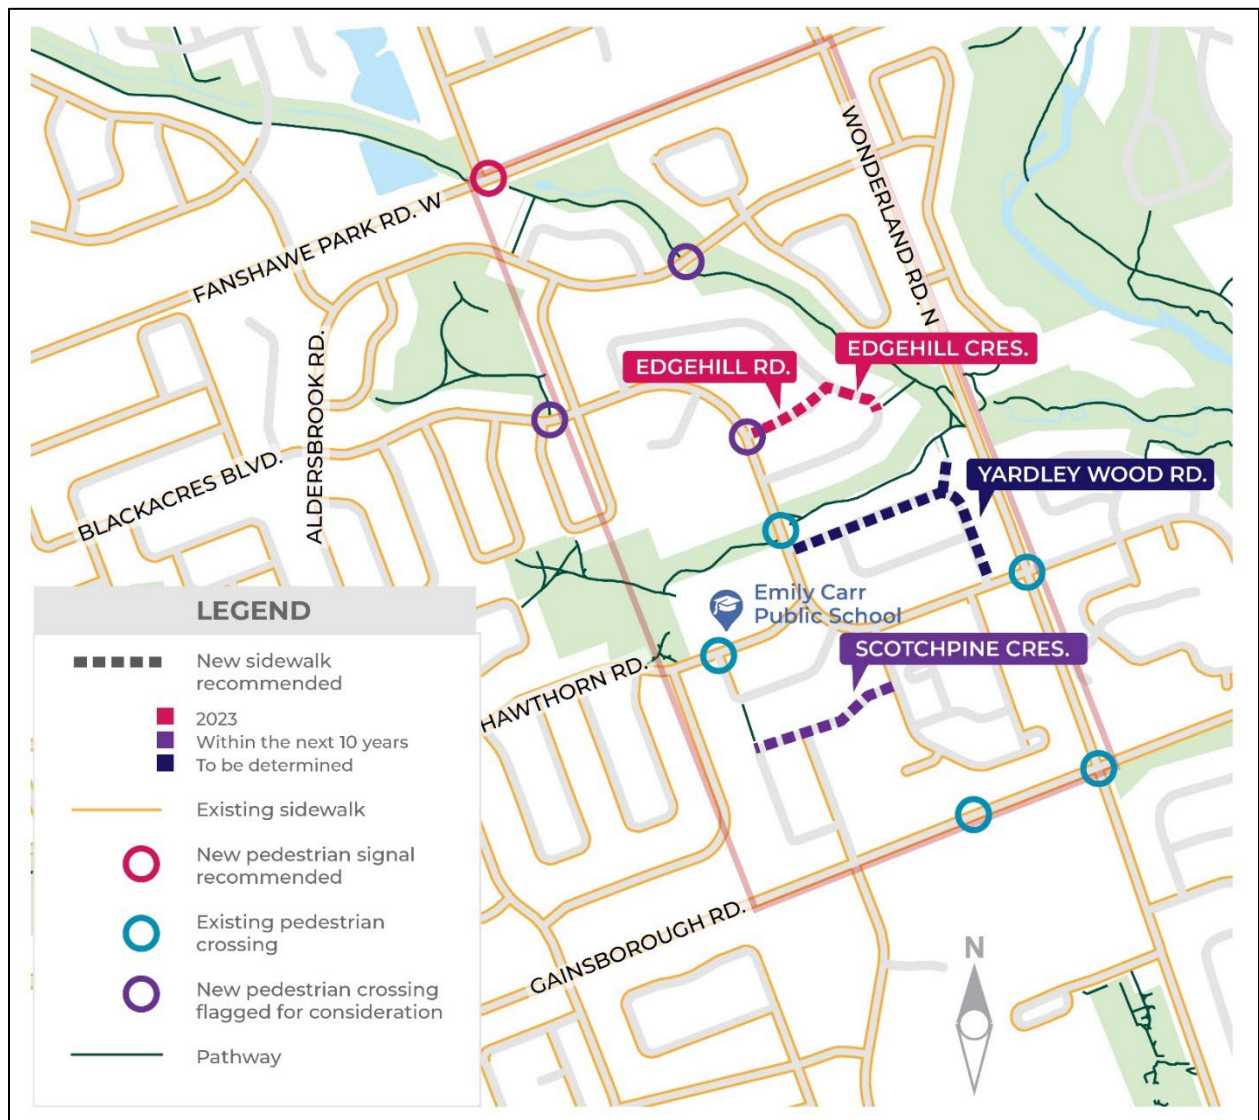 WONDERLAND RD. N
FANSHAWE PARK RD. W
EDGEHILL CRES.
EDGEHILL RD.
ALDERSBROOK RD.
BLACKACRES BLVD.
YARDLEY WOOD RD.
Emily Carr
Public School
SCOTCHPINE CRES.
HAWTHORN RD.
GAINSBOROUGH RD.
N
LEGEND
New sidewalk
recommended
2023
Within the next 10 years
To be determined
Existing sidewalk
New pedestrian signal
recommended
Existing pedestrian
crossing
New pedestrian crossing
flagged for consideration
Pathway